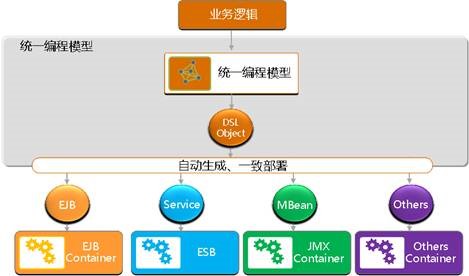 业务逻辑
统一编程模型
统一编程模型
DSL
Object
自动生成、一致部署
EJB
Service
MBean
Others
EJB
Container
ESB
JMX
Container
Others
Container